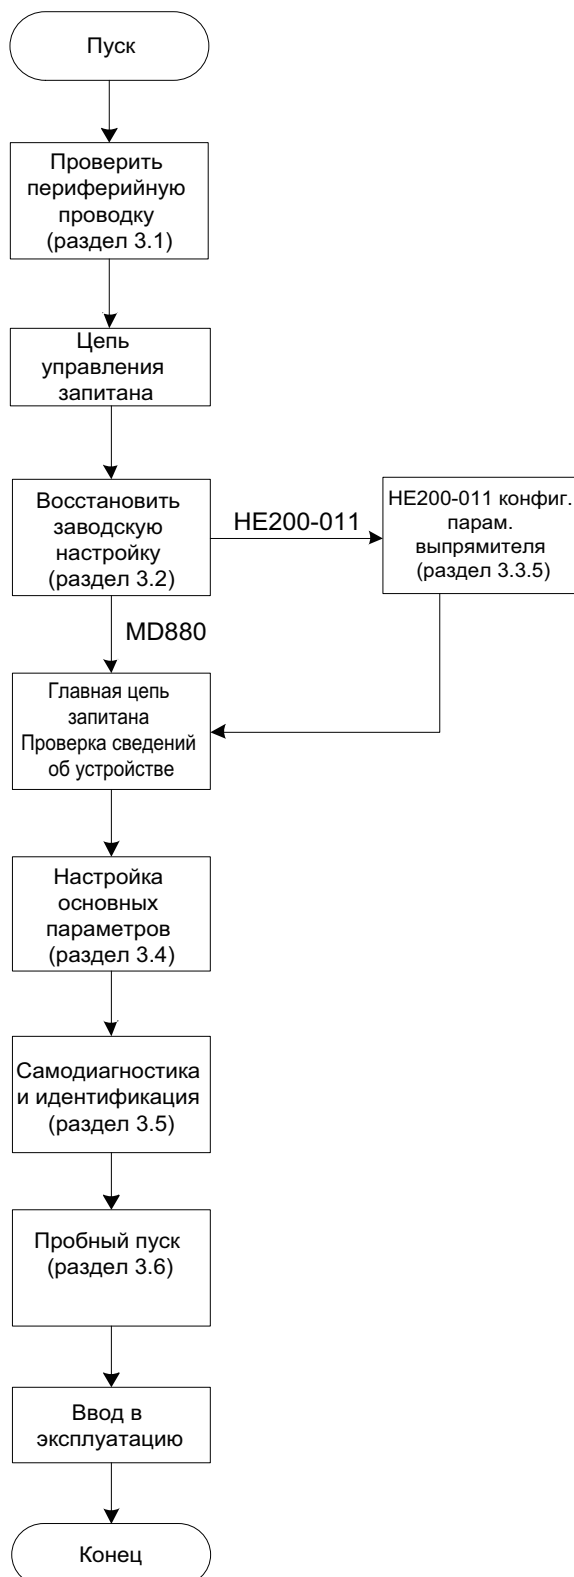 Пуск
Проверить
периферийную
проводку
(раздел 3.1)
Цепь
управления
запитана
Восстановить
заводскую
настройку
(раздел 3.2)
HE200-011
HE200-011 конфиг.
парам.
выпрямителя
(раздел 3.3.5)
MD880
Главная цепь
запитана
Проверка сведений
об устройстве
Настройка
основных
параметров
(раздел 3.4)
Самодиагностика
и идентификация
(раздел 3.5)
Пробный пуск
(раздел 3.6)
Ввод в
эксплуатацию
Конец